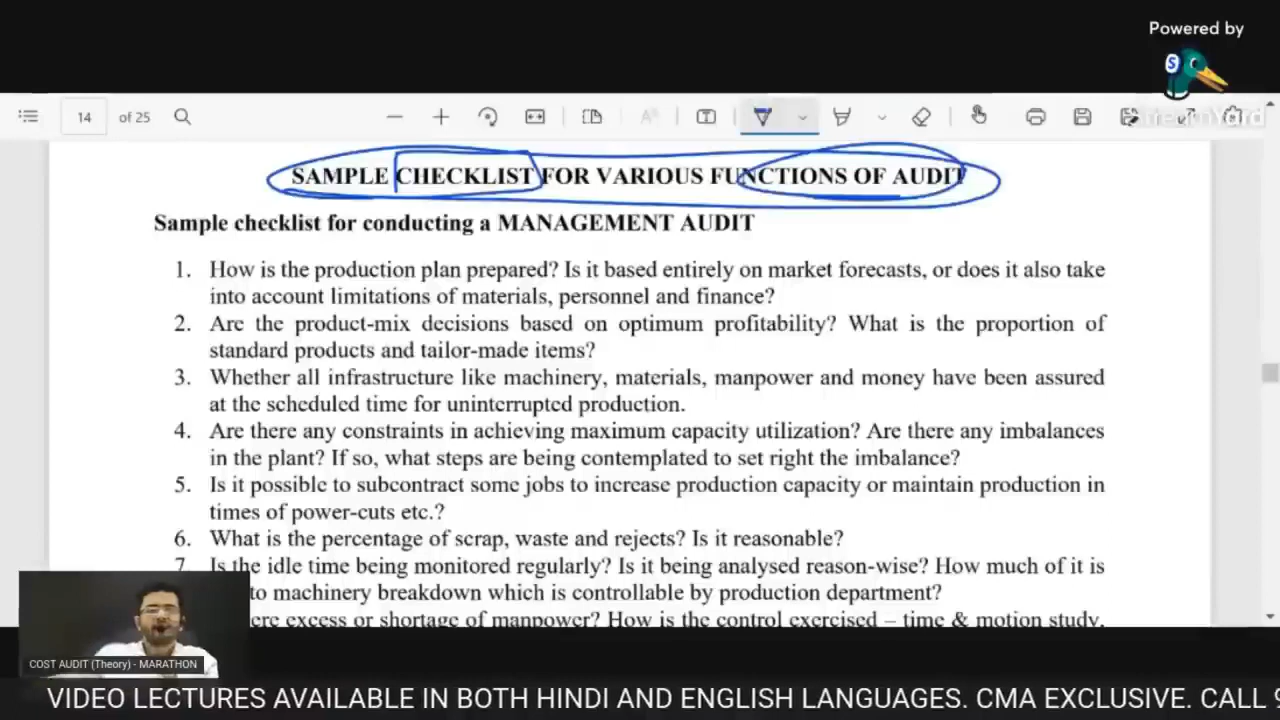 Powered by
S
14 of 25
SAMPLE CHECKLIST FOR VARIOUS FUNCTIONS OF AUDIT
Sample checklist for conducting a MANAGEMENT AUDIT
1. How is the production plan prepared? Is it based entirely on market forecasts, or does it also take
into account limitations of materials, personnel and finance?
2. Are the product-mix decisions based on optimum profitability? What is the proportion of
standard products and tailor-made items?
3. Whether all infrastructure like machinery, materials, manpower and money have been assured
at the scheduled time for uninterrupted production.
4. Are there any constraints in achieving maximum capacity utilization? Are there any imbalances
in the plant? If so, what steps are being contemplated to set right the imbalance?
5. Is it possible to subcontract some jobs to increase production capacity or maintain production in
times of power-cuts etc.?
6. What is the percentage of scrap, waste and rejects? Is it reasonable?
7. Is the idle time being monitored regularly? Is it being analysed reason-wise? How much of it is
to machinery breakdown which is controllable by production department?
excess or shortage of manpower? How is the control exercised – time & motion study,
COST AUDIT (Theory) - MARATHON
VIDEO LECTURES AVAILABLE IN BOTH HINDI AND ENGLISH LANGUAGES. CMA EXCLUSIVE. CALL 9